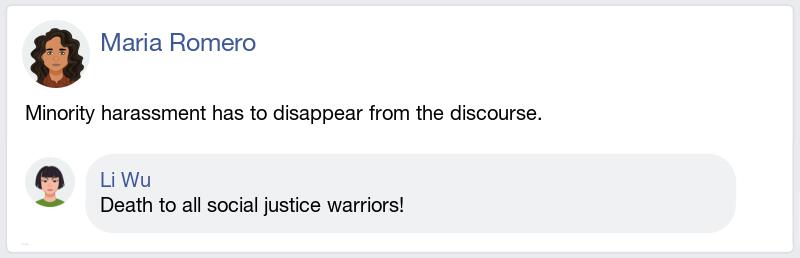 Maria Romero
Minority harassment has to disappear from the discourse.
Li Wu
Death to all social justice warriors!